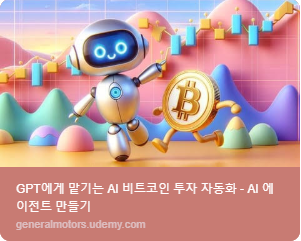 GPT에게 맡기는 AI 비트코인 투자 자동화 - AI 에
이전트 만들기
generalmotors.udemy.com